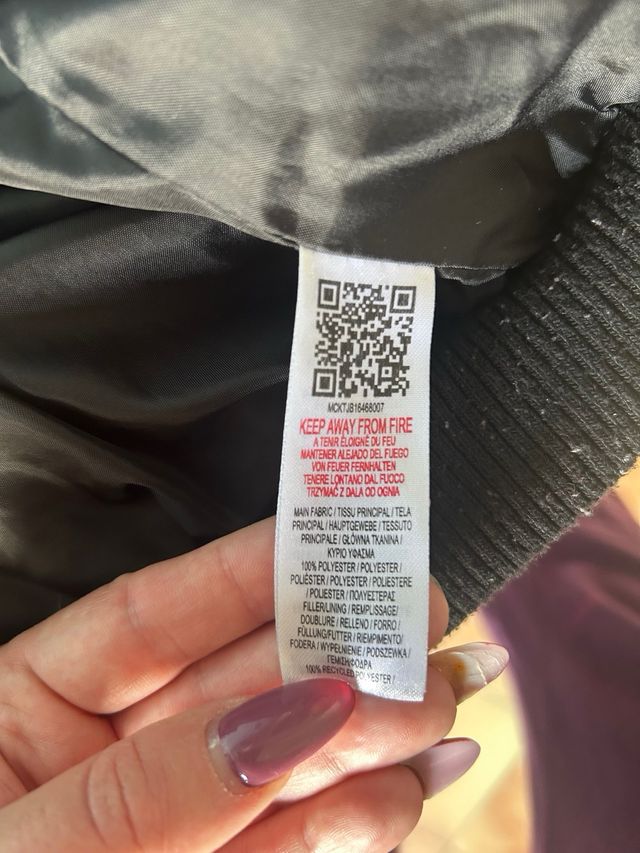 MCKTJB16468007
KEEP AWAY FROM FIRE
A TENIR ÉLOIGNÉ DU FEU
MANTENER ALEJADO DEL FUEGO
VON FEUER FERNHALTEN
TENERE LONTANO DAL FUOCO
TRZYMAĆ Z DALA OD OGNIA
MAIN FABRIC / TISSU PRINCIPAL / TELA
PRINCIPAL / HAUPTGEWEBE / TESSUTO
PRINCIPALE / GŁÓWNA TKANINA /
ΚΥΡΙΟ ΥΦΑΣΜΑ
100% POLYESTER / POLYESTER /
POLIÉSTER / POLYESTER / POLIESTERE
/ POLIESTER / ΠΟΛΥΕΣΤΕΡΑΣ
FILLER/LINING / REMPLISSAGE/
DOUBLURE / RELLENO / FORRO /
FÜLLUNG/FUTTER / RIEMPIMENTO/
FODERA / WYPEŁNIENIE / PODSZEWKA /
ΓΕΜΙΣΗ/ΦΟΔΡΑ
100% RECYCLED POLYESTER /